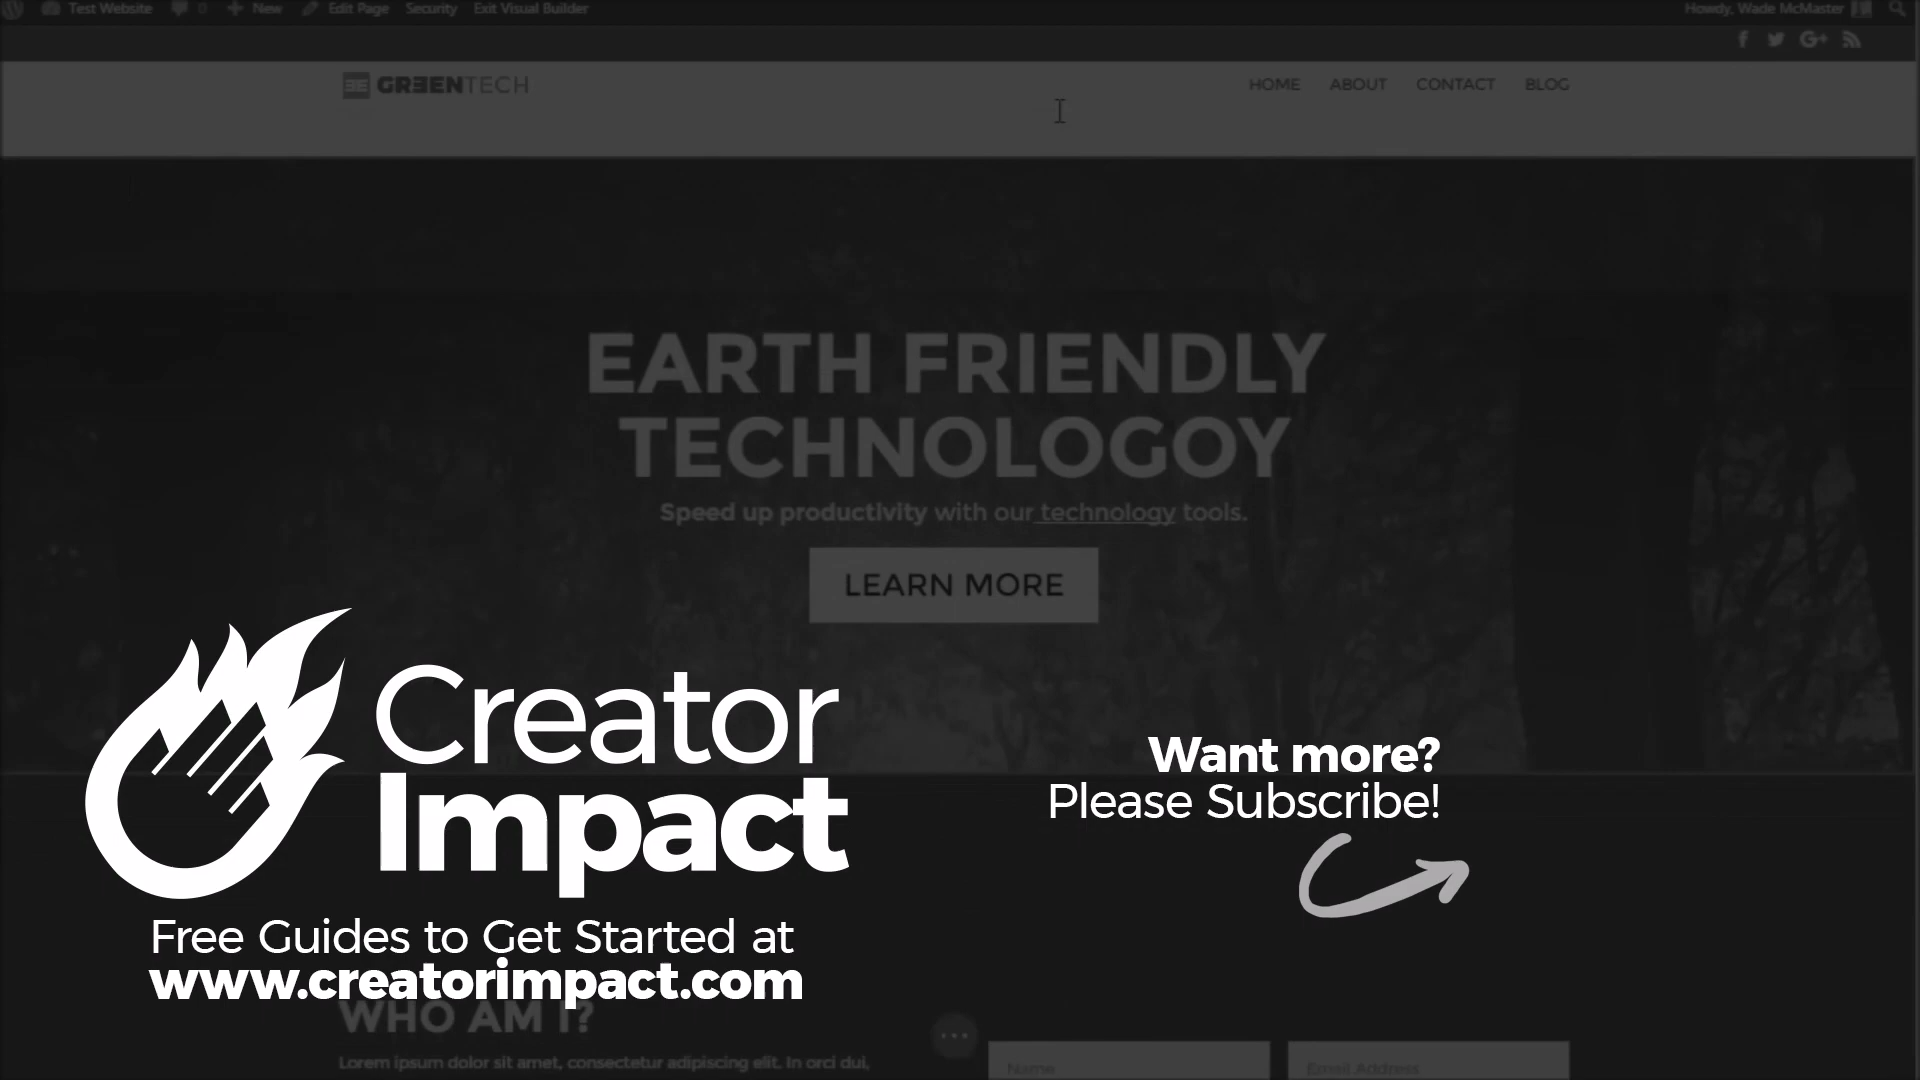 Test Website 0 New Edit Page Security Exit Visual Builder Howdy, Wade McMaster
GREENTECH HOME ABOUT CONTACT BLOG
EARTH FRIENDLY
TECHNOLOGOY
Speed up productivity with our technology tools.
LEARN MORE
Creator
Impact
Want more?
Please Subscribe!
Free Guides to Get Started at
www.creatorimpact.com
WHO AM I?
Lorem ipsum dolor sit amet, consectetur adipiscing elit. In orci dui,
Name Email Address